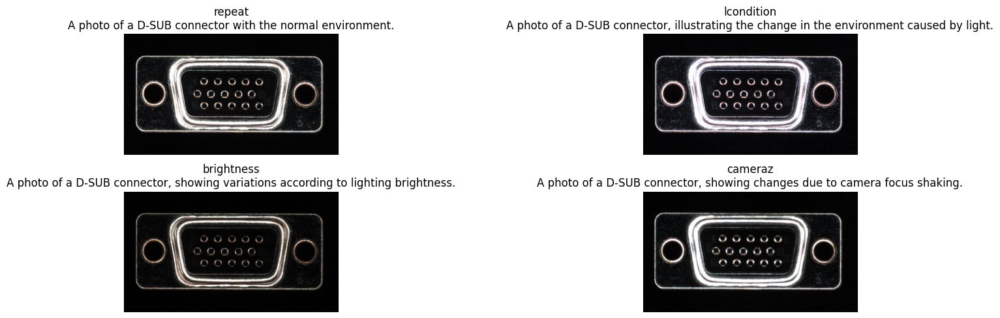 repeat
A photo of a D-SUB connector with the normal environment.
lcondition
A photo of a D-SUB connector, illustrating the change in the environment caused by light.
brightness
A photo of a D-SUB connector, showing variations according to lighting brightness.
cameraz
A photo of a D-SUB connector, showing changes due to camera focus shaking.